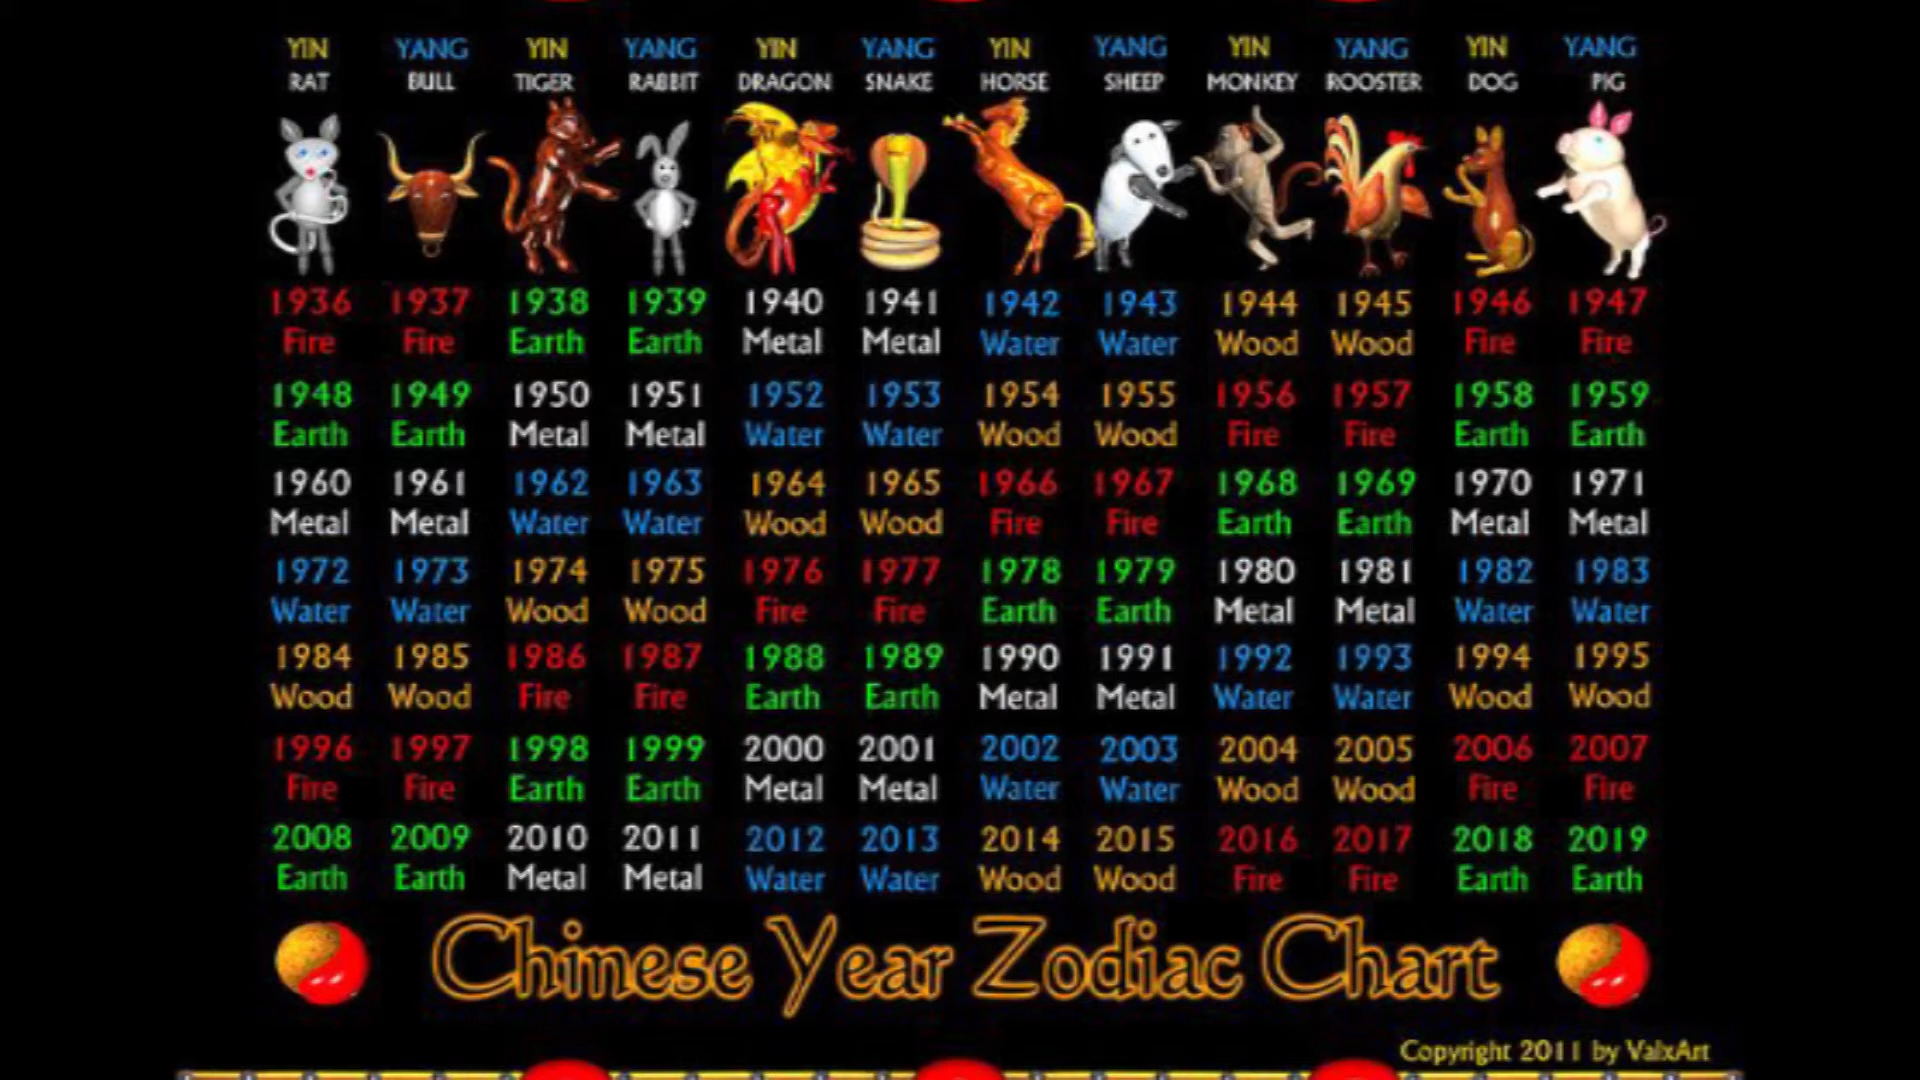 YIN YANG YIN YANG YIN YANG YIN YANG YIN YANG YIN YANG
RAT BULL TIGER RABBIT DRAGON SNAKE HORSE SHEEP MONKEY ROOSTER DOG PIG
1936 1937 1938 1939 1940 1941 1942 1943 1944 1945 1946 1947
Fire Fire Earth Earth Metal Metal Water Water Wood Wood Fire Fire
1948 1949 1950 1951 1952 1953 1954 1955 1956 1957 1958 1959
Earth Earth Metal Metal Water Water Wood Wood Fire Fire Earth Earth
1960 1961 1962 1963 1964 1965 1966 1967 1968 1969 1970 1971
Metal Metal Water Water Wood Wood Fire Fire Earth Earth Metal Metal
1972 1973 1974 1975 1976 1977 1978 1979 1980 1981 1982 1983
Water Water Wood Wood Fire Fire Earth Earth Metal Metal Water Water
1984 1985 1986 1987 1988 1989 1990 1991 1992 1993 1994 1995
Wood Wood Fire Fire Earth Earth Metal Metal Water Water Wood Wood
1996 1997 1998 1999 2000 2001 2002 2003 2004 2005 2006 2007
Fire Fire Earth Earth Metal Metal Water Water Wood Wood Fire Fire
2008 2009 2010 2011 2012 2013 2014 2015 2016 2017 2018 2019
Earth Earth Metal Metal Water Water Wood Wood Fire Fire Earth Earth
Chinese Year Zodiac Chart
Copyright 2011 by ValxArt